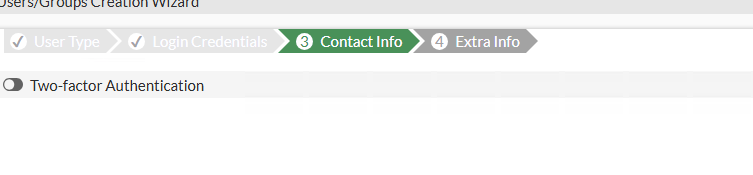 Users/Groups Creation Wizard
User Type
Login Credentials
3 Contact Info
4 Extra Info
Two-factor Authentication